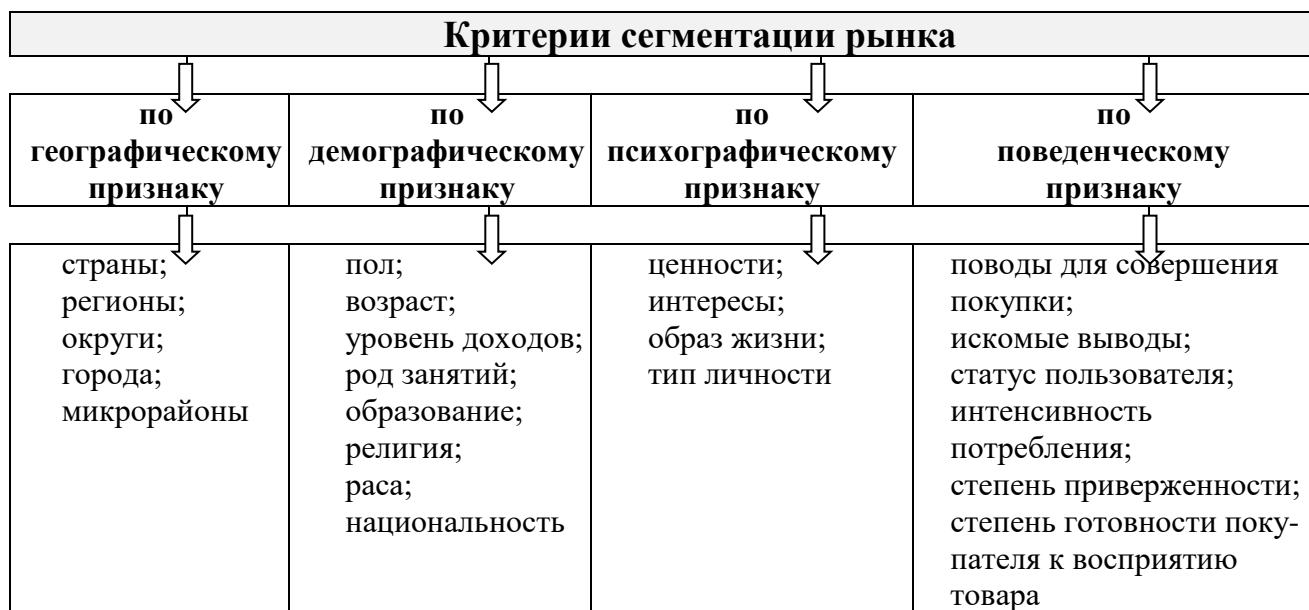 Критерии сегментации рынка
по
географическому
признаку
по
демографическому
признаку
по
психографическому
признаку
по
поведенческому
признаку
страны;
регионы;
округи;
города;
микрорайоны
пол;
возраст;
уровень доходов;
род занятий;
образование;
религия;
раса;
национальность
ценности;
интересы;
образ жизни;
тип личности
поводы для совершения
покупки;
искомые выводы;
статус пользователя;
интенсивность
потребления;
степень приверженности;
степень готовности поку-
пателя к восприятию
товара